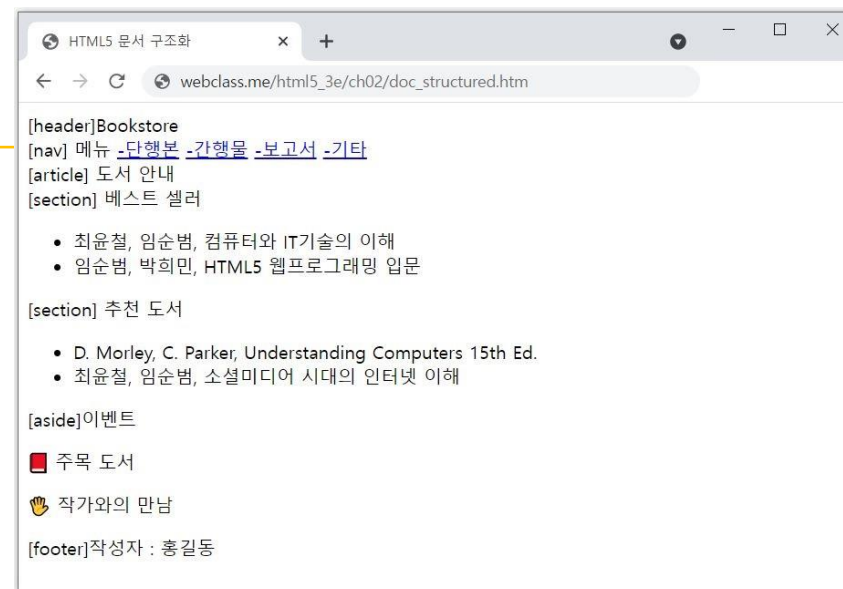 HTML5 문서 구조화
webclass.me/html5_3e/ch02/doc_structured.htm
[header]Bookstore
[nav] 메뉴 -단행본 -간행물 -보고서 -기타
[article] 도서 안내
[section] 베스트 셀러
• 최윤철, 임순범, 컴퓨터와 IT기술의 이해
• 임순범, 박희민, HTML5 웹프로그래밍 입문
[section] 추천 도서
• D. Morley, C. Parker, Understanding Computers 15th Ed.
• 최윤철, 임순범, 소셜미디어 시대의 인터넷 이해
[aside]이벤트
📕 주목 도서
👋 작가와의 만남
[footer]작성자 : 홍길동